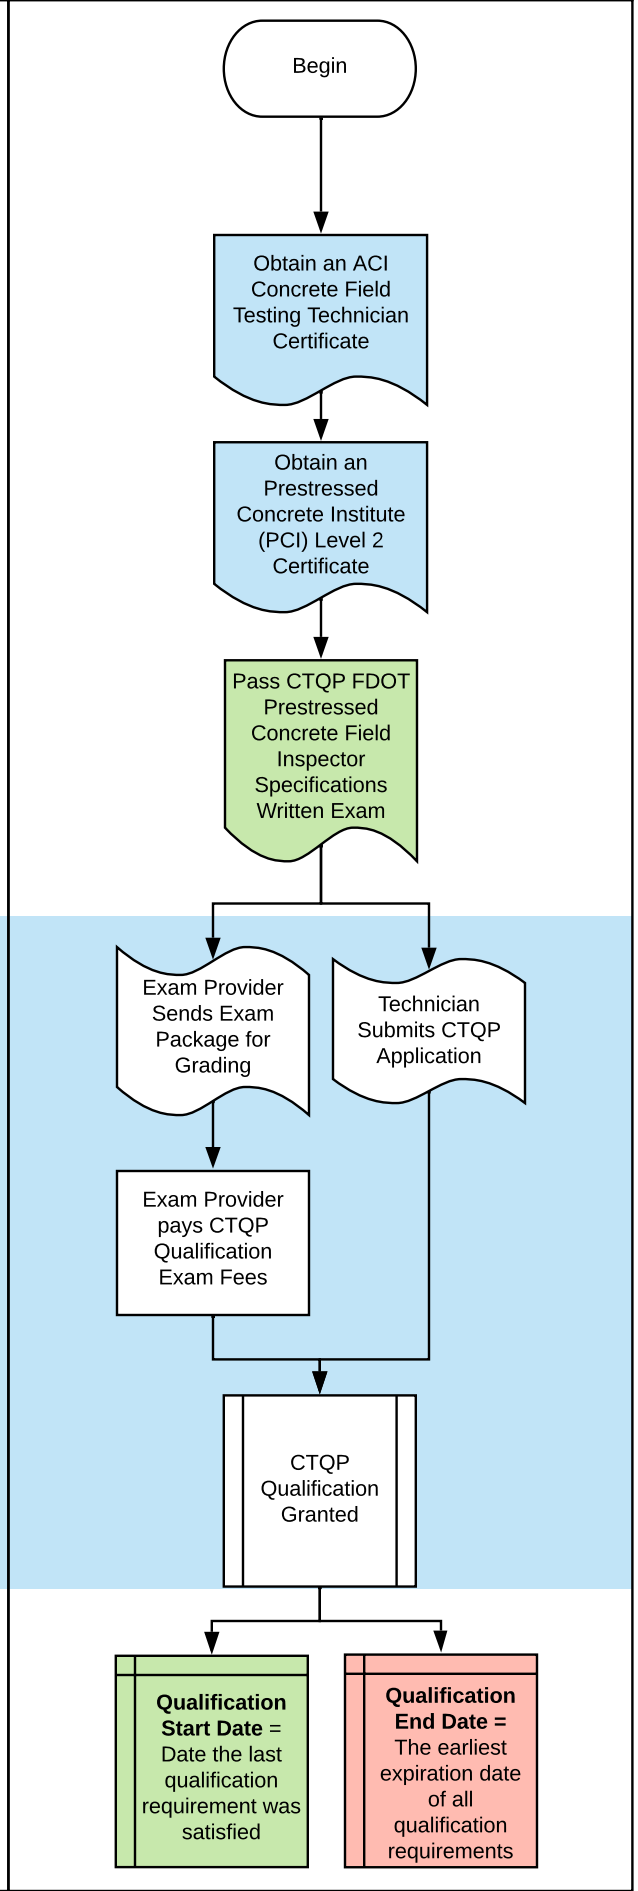 Begin
Obtain an ACI
Concrete Field
Testing Technician
Certificate
Obtain an
Prestressed
Concrete Institute
(PCI) Level 2
Certificate
Pass CTQP FDOT
Prestressed
Concrete Field
Inspector
Specifications
Written Exam
Exam Provider
Sends Exam
Package for
Grading
Technician
Submits CTQP
Application
Exam Provider
pays CTQP
Qualification
Exam Fees
CTQP
Qualification
Granted
Qualification
Start Date =
Date the last
qualification
requirement was
satisfied
Qualification
End Date =
The earliest
expiration date
of all
qualification
requirements